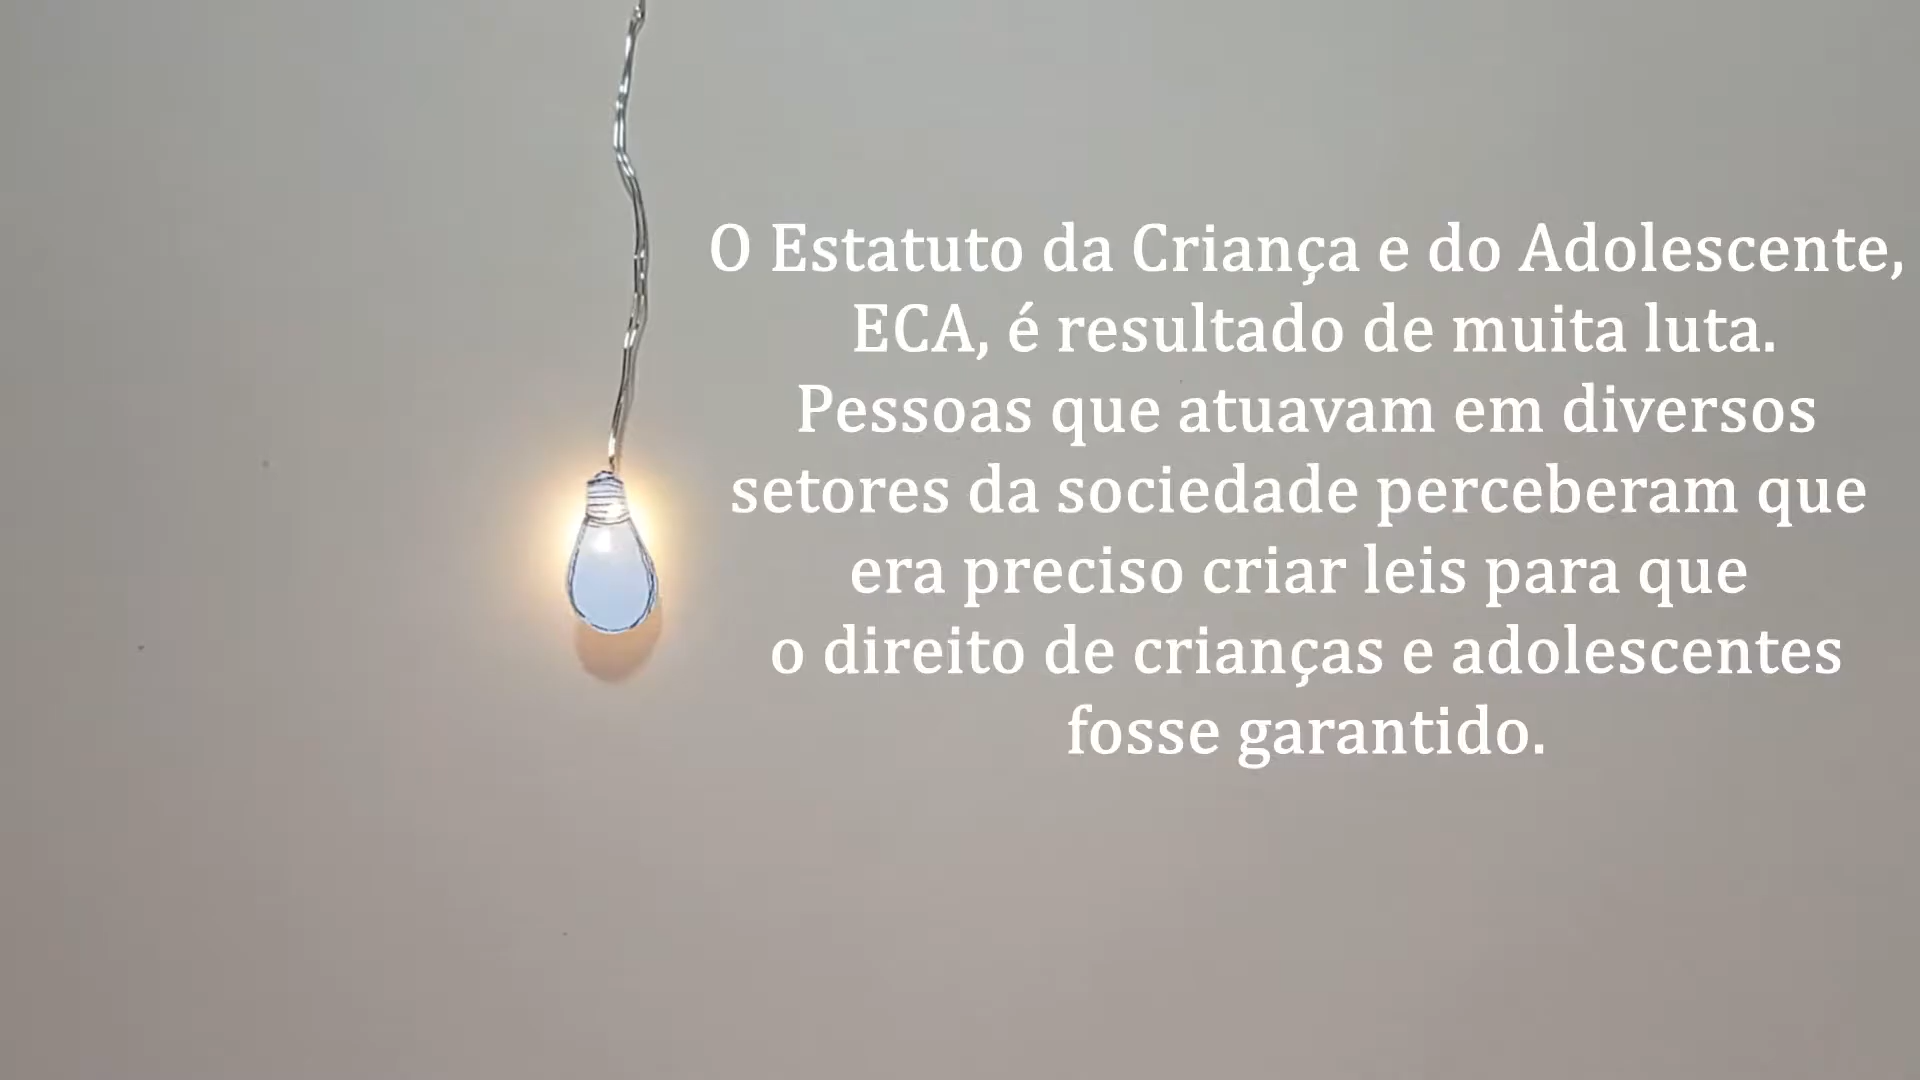 O Estatuto da Criança e do Adolescente,
ECA, é resultado de muita luta.
Pessoas que atuavam em diversos
setores da sociedade perceberam que
era preciso criar leis para que
o direito de crianças e adolescentes
fosse garantido.